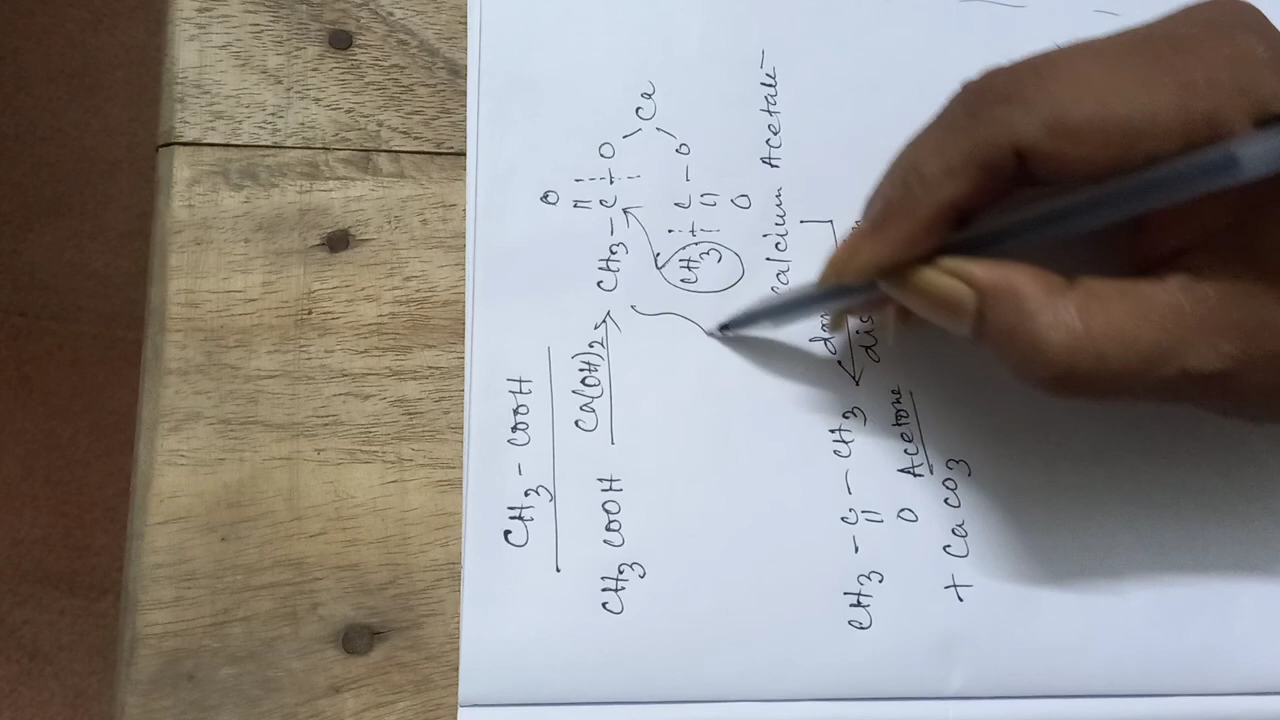 CH3 - COOH
CH3COOH Ca(OH)2 → CH3 - C - O
O
Ca
CH3 - C - O
O
Calcium Acetate
CH3 - C - CH3 ←
O
Acetone
+ CaCO3